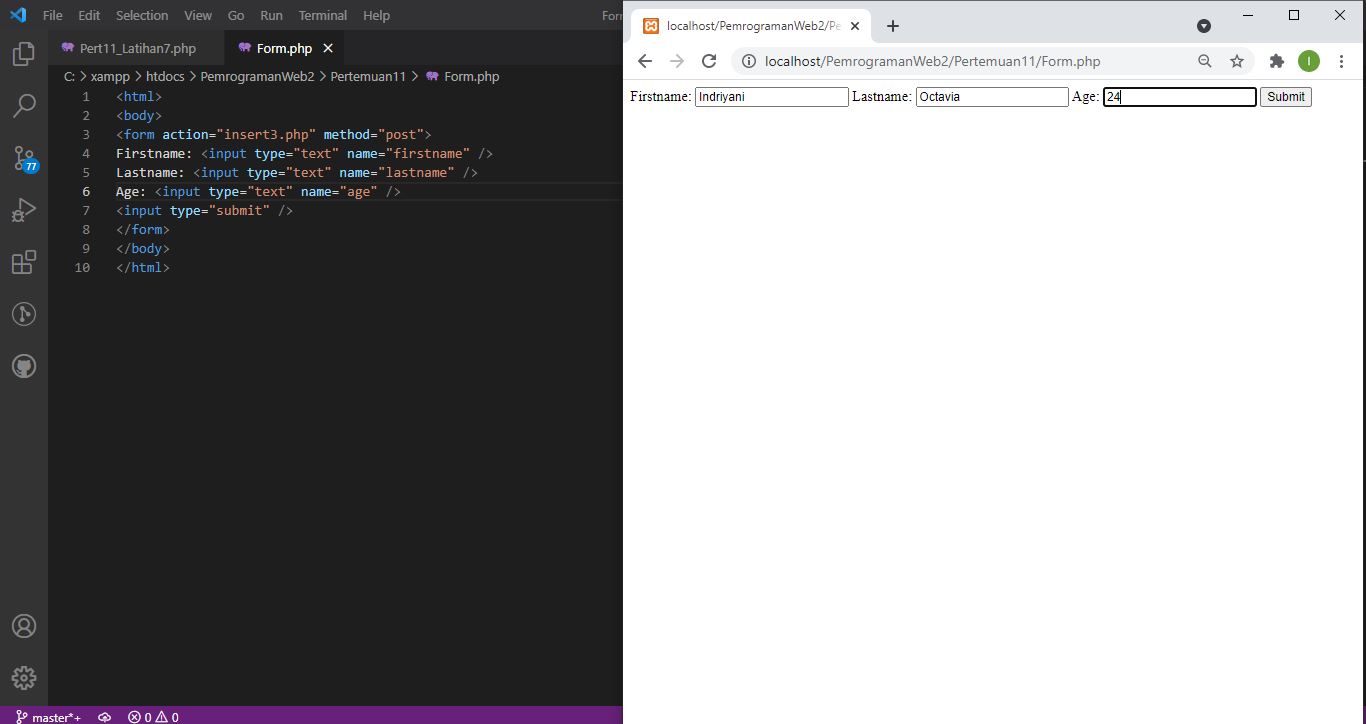 File Edit Selection View Go Run Terminal Help For
Pert11_Latihan7.php Form.php
C: > xampp > htdocs > PemrogramanWeb2 > Pertemuan11 > Form.php
1 <html>
2 <body>
3 <form action="insert3.php" method="post">
4 Firstname: <input type="text" name="firstname" />
5 Lastname: <input type="text" name="lastname" />
6 Age: <input type="text" name="age" />
7 <input type="submit" />
8 </form>
9 </body>
10 </html>
77
master*+ 0 0
localhost/PemrogramanWeb2/Pe
localhost/PemrogramanWeb2/Pertemuan11/Form.php
I
Firstname: Indriyani Lastname: Octavia Age: 24 Submit